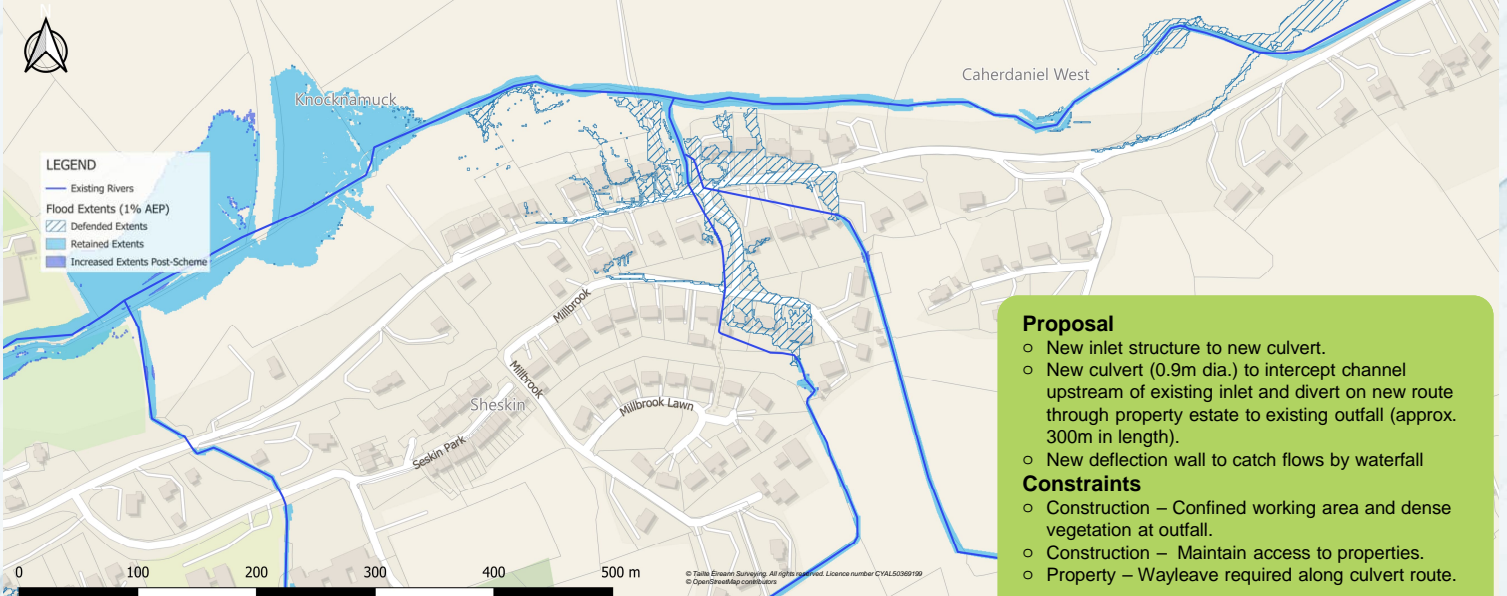 N
Knocknamuck
Caherdaniel West
LEGEND
Existing Rivers
Flood Extents (1% AEP)
Defended Extents
Retained Extents
Increased Extents Post-Scheme
Millbrook
Millbrook
Sheskin
Millbrook Lawn
Seskin Park
Proposal
○ New inlet structure to new culvert.
○ New culvert (0.9m dia.) to intercept channel
upstream of existing inlet and divert on new route
through property estate to existing outfall (approx.
300m in length).
○ New deflection wall to catch flows by waterfall
Constraints
○ Construction – Confined working area and dense
vegetation at outfall.
○ Construction – Maintain access to properties.
○ Property – Wayleave required along culvert route.
0 100 200 300 400 500 m
© Tailte Éireann Surveying. All rights reserved. Licence number CYAL50369199
© OpenStreetMap contributors